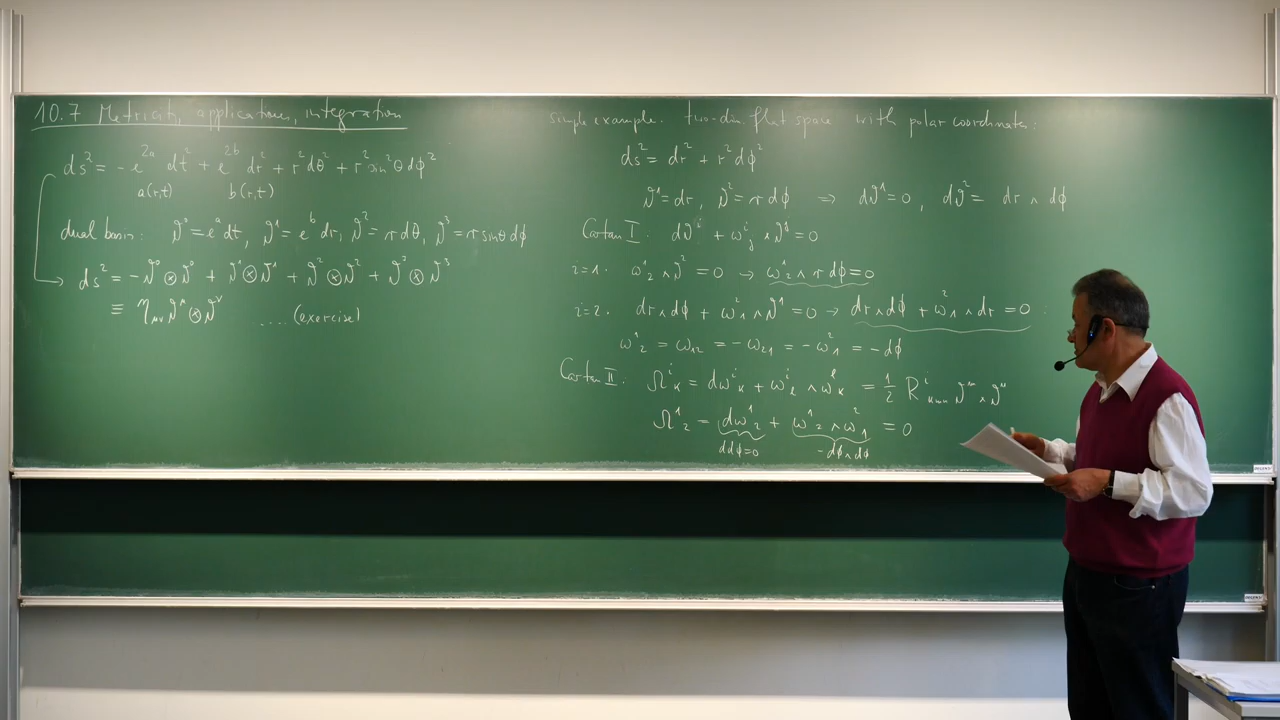 10.7 Metricity, applications, integration
ds² = -e^{2a} dt² + e^{2b} dr² + r² dθ² + r² sin²θ dϕ²
a(r,t) b(r,t)
dual basis: ϑ⁰ = e^a dt, ϑ¹ = e^b dr, ϑ² = r dθ, ϑ³ = r sinθ dϕ
→ ds² = -ϑ⁰⊗ϑ⁰ + ϑ¹⊗ϑ¹ + ϑ²⊗ϑ² + ϑ³⊗ϑ³
≡ η_{μν} ϑ^μ⊗ϑ^ν .... (exercise)
simple example: two-dim. flat space with polar coordinates:
ds² = dr² + r² dϕ²
ϑ¹ = dr, ϑ² = r dϕ ⇒ dϑ¹ = 0, dϑ² = dr ∧ dϕ
Cartan I: dϑ^i + ω^i_j ∧ ϑ^j = 0
i=1: ω¹₂ ∧ ϑ² = 0 → ω¹₂ ∧ r dϕ = 0
i=2: dr∧dϕ + ω²₁ ∧ ϑ¹ = 0 → dr∧dϕ + ω²₁ ∧ dr = 0
ω¹₂ = ω₁₂ = -ω₂₁ = -ω²₁ = -dϕ
Cartan II: Ω^i_k = dω^i_k + ω^i_l ∧ ω^l_k = 1/2 R^i_{kmn} ϑ^m ∧ ϑ^n
Ω¹₂ = dω¹₂ + ω¹₂ ∧ ω²₁ = 0
ddϕ=0 -dϕ∧dϕ